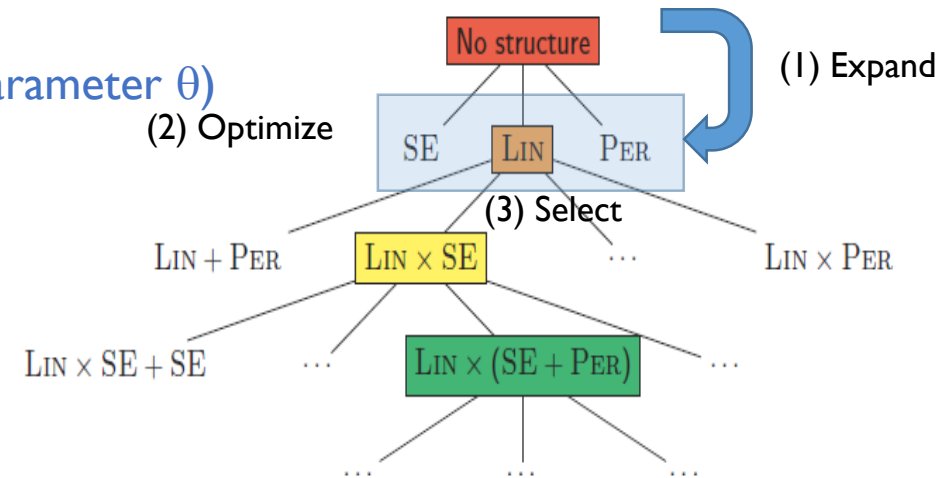 No structure
(1) Expand
arameter θ)
(2) Optimize
SE
LIN
PER
(3) Select
LIN + PER
LIN × SE
...
LIN × PER
LIN × SE + SE
...
LIN × (SE + PER)
...
...
...
...